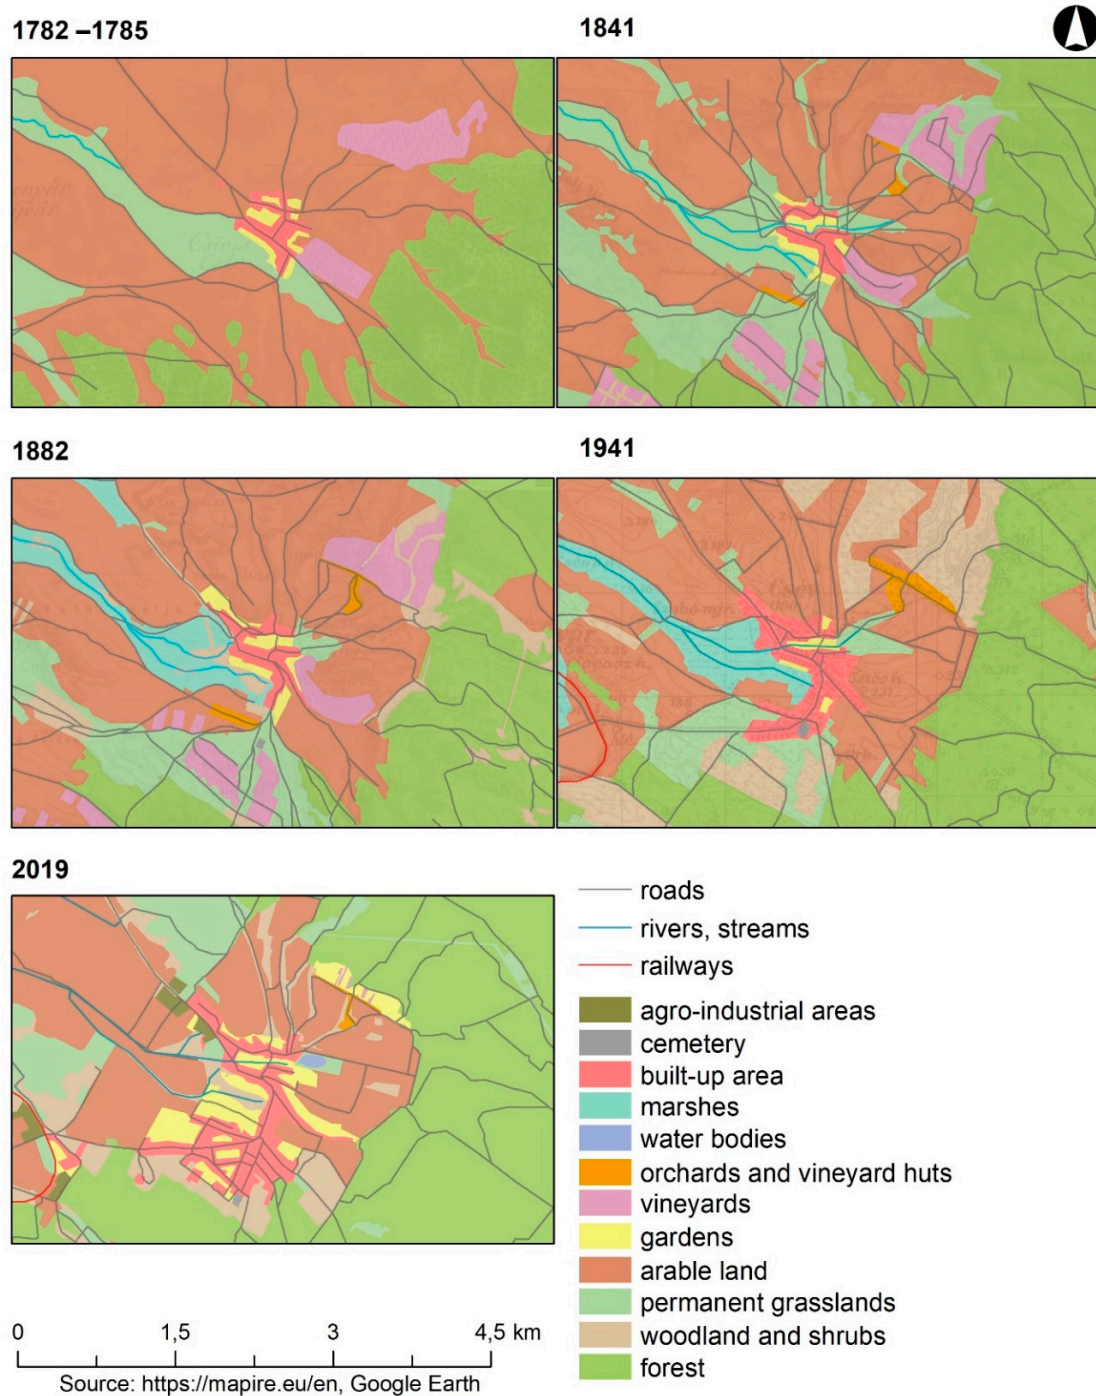 1782 –1785
1841
1882
1941
2019
roads
rivers, streams
railways
agro-industrial areas
cemetery
built-up area
marshes
water bodies
orchards and vineyard huts
vineyards
gardens
arable land
permanent grasslands
woodland and shrubs
forest
0 1,5 3 4,5 km
Source: https://mapire.eu/en, Google Earth